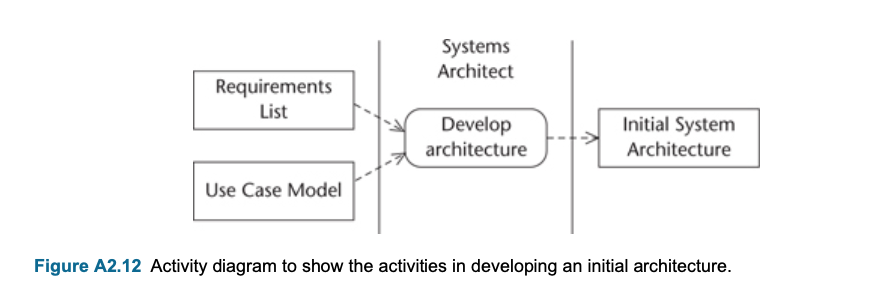 Systems
Architect
Requirements
List
Develop
architecture
Initial System
Architecture
Use Case Model
Figure A2.12 Activity diagram to show the activities in developing an initial architecture.